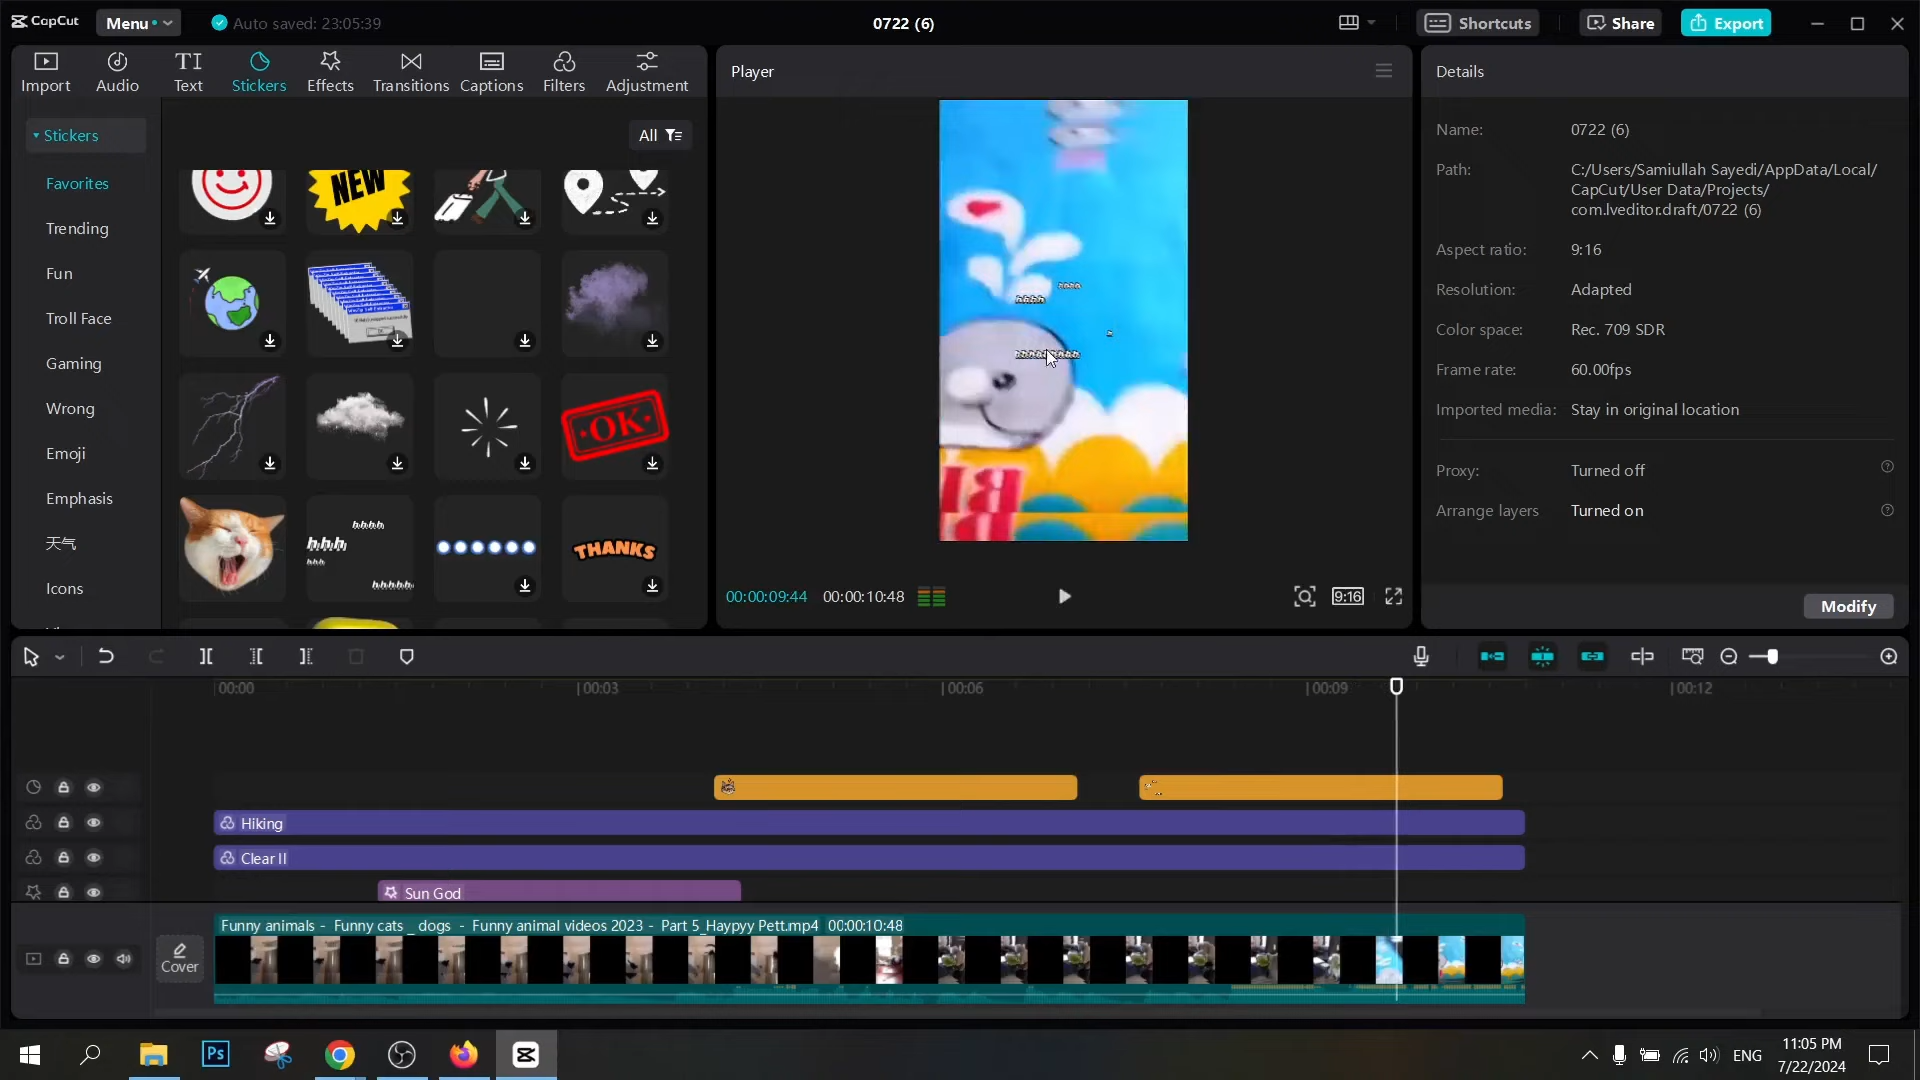 CapCut
Menu
Auto saved: 23:05:39
0722 (6)
Shortcuts
Share
Export
Import
Audio
TI
Text
Stickers
Effects
Transitions
Captions
Filters
Adjustment
Player
Details
Stickers
All
Favorites
Trending
Fun
Troll Face
Gaming
Wrong
Emoji
Emphasis
天气
Icons
NEW
OK
THANKS
hhhh
hhh
hhh
hhhhh
hhhh
Name:
0722 (6)
Path:
C:/Users/Samiullah Sayedi/AppData/Local/
CapCut/User Data/Projects/
com.lveditor.draft/0722 (6)
Aspect ratio:
9:16
Resolution:
Adapted
Color space:
Rec. 709 SDR
Frame rate:
60.00fps
Imported media:
Stay in original location
Proxy:
Turned off
Arrange layers
Turned on
Modify
00:00:09:44
00:00:10:48
9:16
00:00
00:03
00:06
00:09
00:12
Hiking
Clear II
Sun God
Cover
Funny animals - Funny cats _ dogs - Funny animal videos 2023 - Part 5_Haypyy Pett.mp4
00:00:10:48
Ps
ENG
11:05 PM
7/22/2024